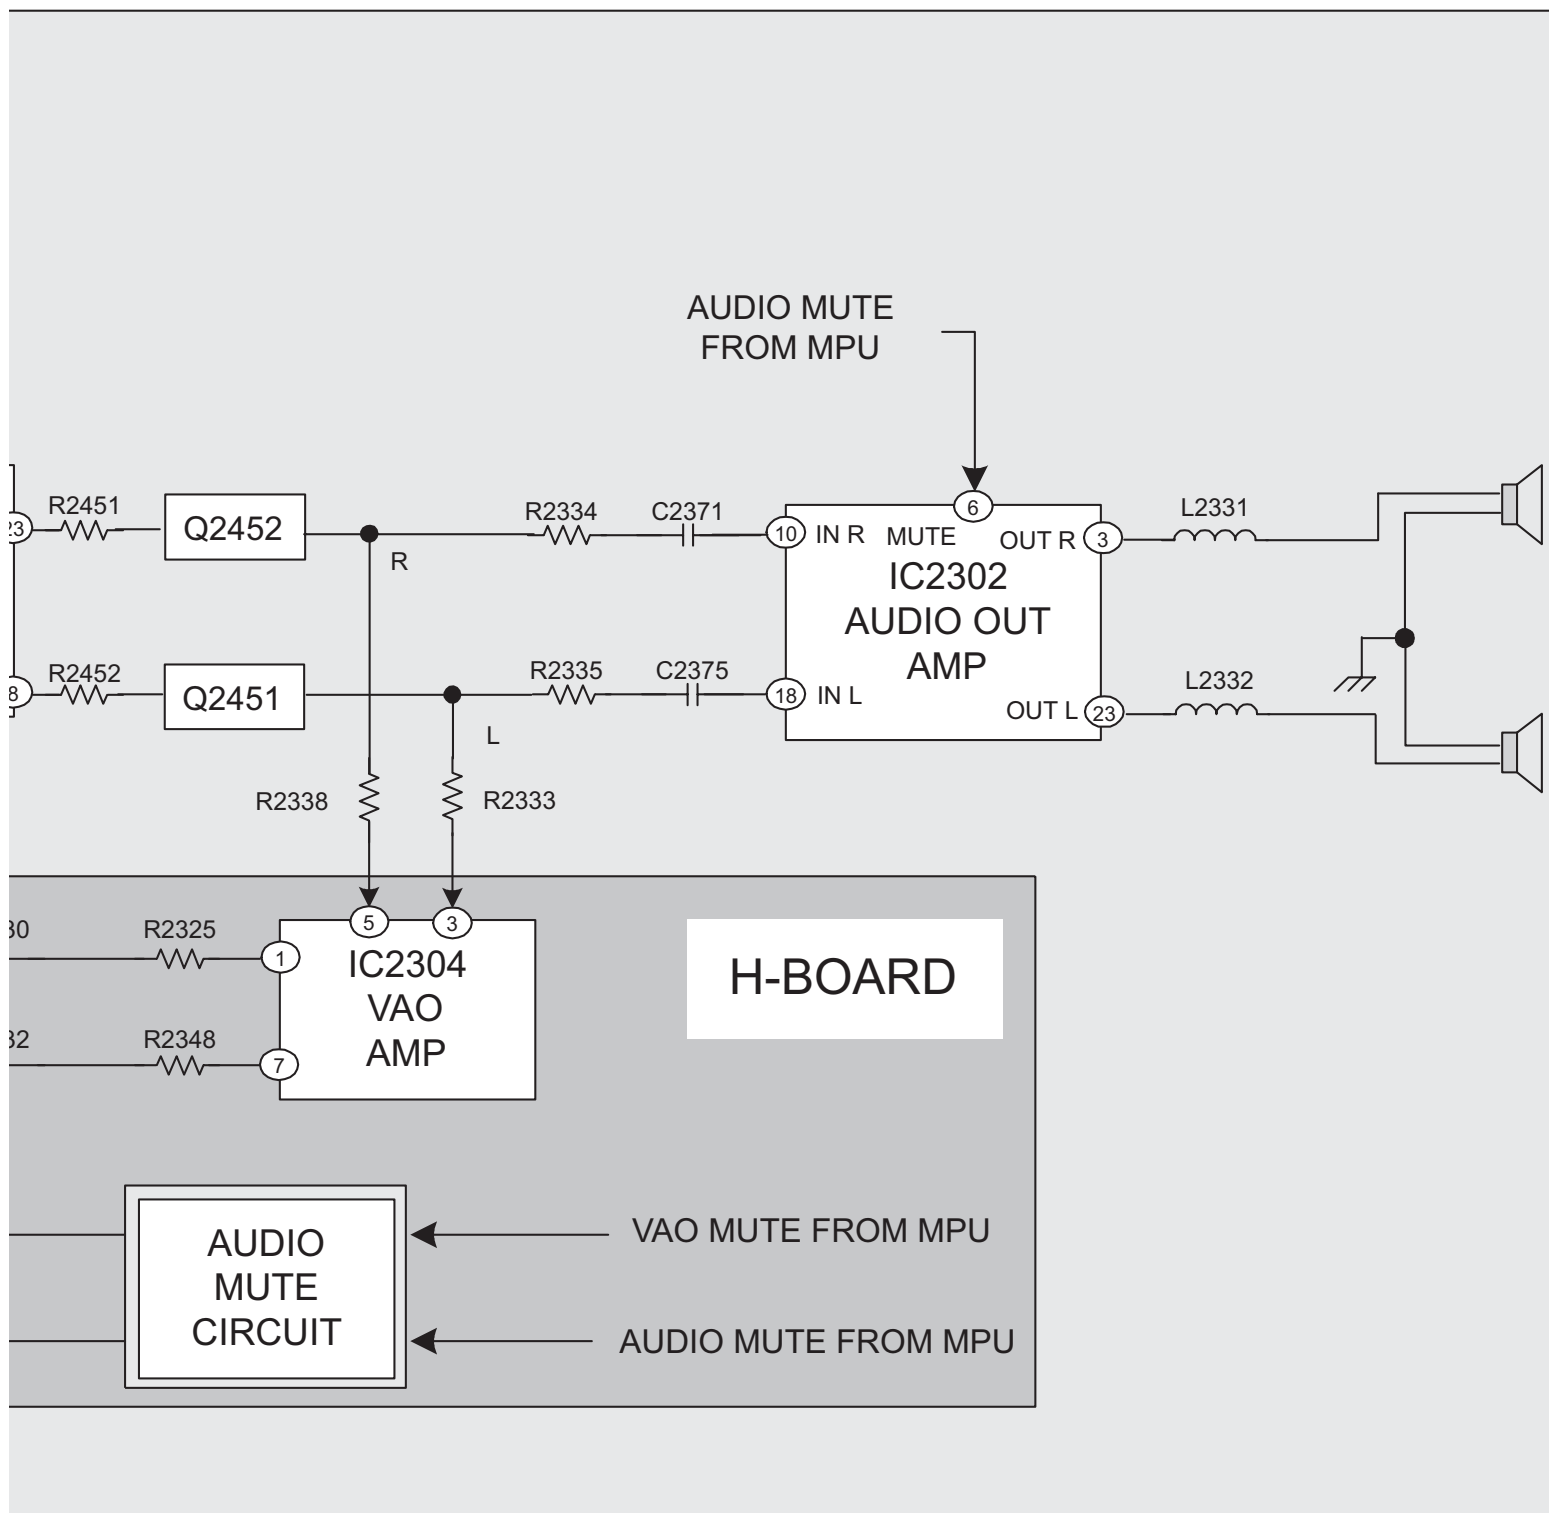 AUDIO MUTE
FROM MPU
R2451
Q2452
R
R2334
C2371
10
IN R
6
MUTE
OUT R
3
L2331
IC2302
AUDIO OUT
AMP
R2452
Q2451
L
R2335
C2375
18
IN L
OUT L
23
L2332
R2338
R2333
5
3
R2325
1
IC2304
VAO
AMP
H-BOARD
R2348
7
AUDIO
MUTE
CIRCUIT
VAO MUTE FROM MPU
AUDIO MUTE FROM MPU